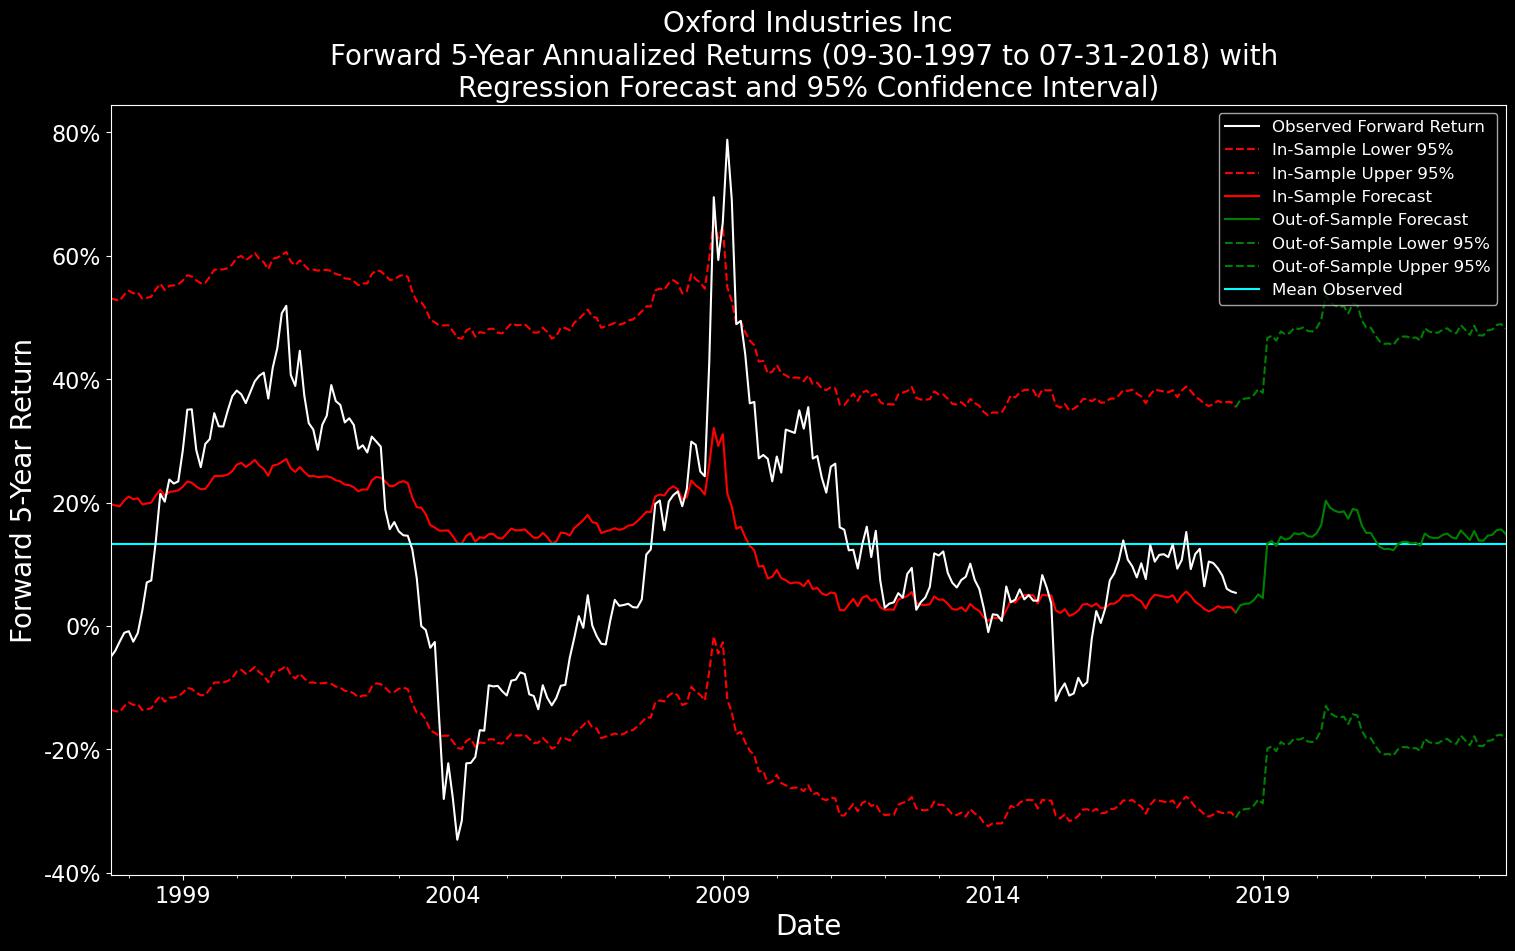 Oxford Industries Inc
Forward 5-Year Annualized Returns (09-30-1997 to 07-31-2018) with
Regression Forecast and 95% Confidence Interval)
80%
60%
40%
20%
0%
-20%
-40%
Forward 5-Year Return
Observed Forward Return
In-Sample Lower 95%
In-Sample Upper 95%
In-Sample Forecast
Out-of-Sample Forecast
Out-of-Sample Lower 95%
Out-of-Sample Upper 95%
Mean Observed
1999 2004 2009 2014 2019
Date